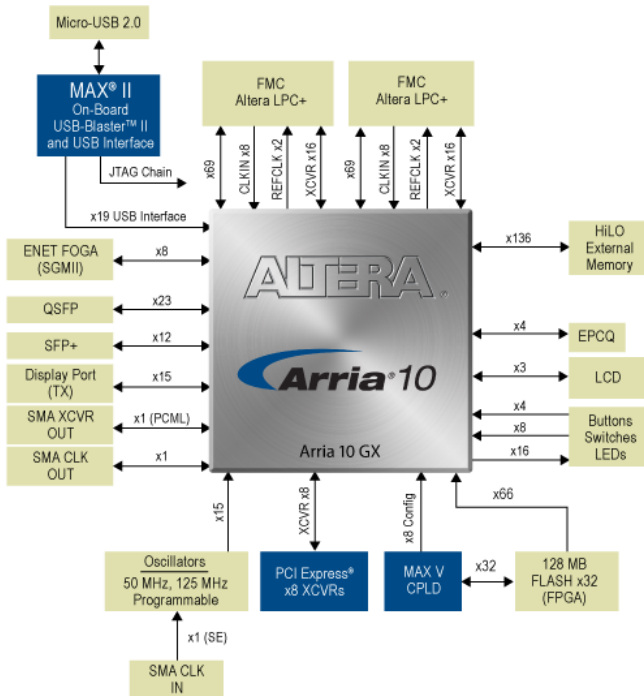 Micro-USB 2.0
MAX® II
On-Board
USB-Blaster™ II
and USB Interface
JTAG Chain
x19 USB Interface
FMC
Altera LPC+
x69
CLKIN x8
REFCLK x2
XCVR x16
FMC
Altera LPC+
x69
CLKIN x8
REFCLK x2
XCVR x16
ENET FOGA
(SGMII)
x8
QSFP
x23
SFP+
x12
Display Port
(TX)
x15
SMA XCVR
OUT
x1 (PCML)
SMA CLK
OUT
x1
ALTERA®
Arria® 10
Arria 10 GX
x136
HiLO
External
Memory
x4
EPCQ
x3
LCD
x4
x8
x16
Buttons
Switches
LEDs
x15
XCVR x8
x8 Config
x66
Oscillators
50 MHz, 125 MHz
Programmable
PCI Express®
x8 XCVRs
MAX V
CPLD
x32
128 MB
FLASH x32
(FPGA)
x1 (SE)
SMA CLK
IN